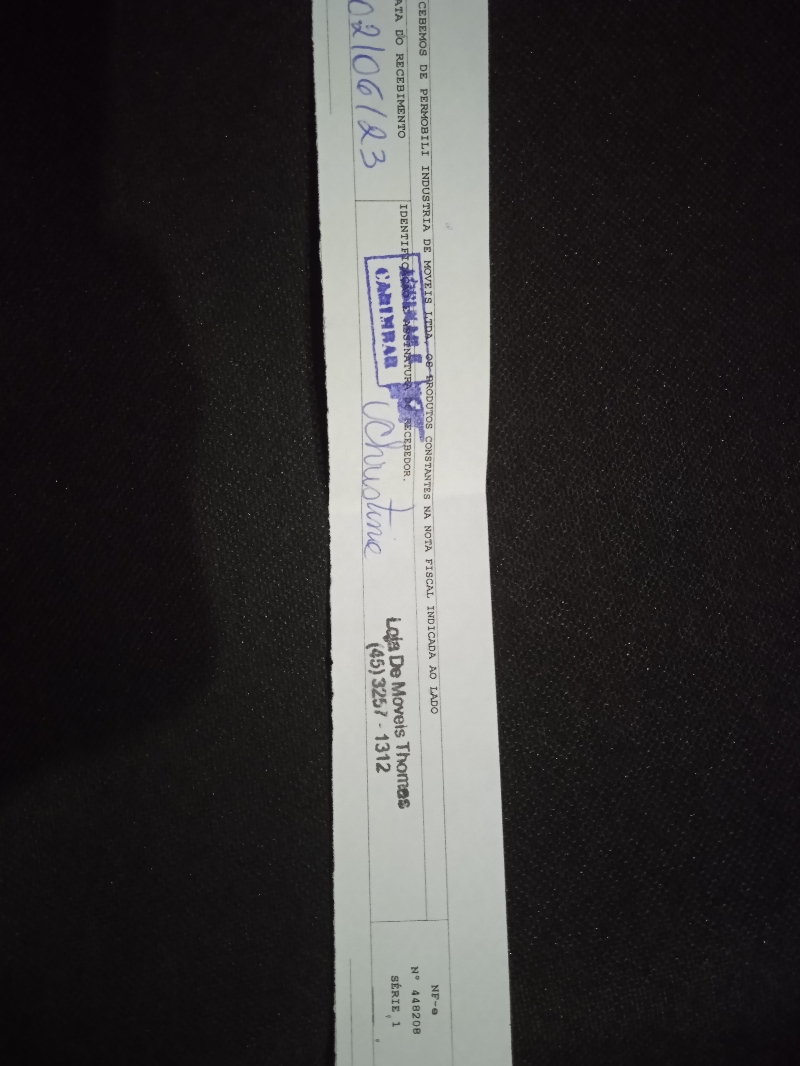 CEBEMOS DE PERMOBILI INDUSTRIA DE MOVEIS LTDA, OS PRODUTOS CONSTANTES NA NOTA FISCAL INDICADA AO LADO
ATA DO RECEBIMENTO
02/06/23
IDENTIFICAÇÃO E ASSINATURA DO RECEBEDOR.
CARIMBAR
Christine
Loja De Moveis Thomas
(45) 3257 - 1312
NF-e
N° 448208
SÉRIE 1